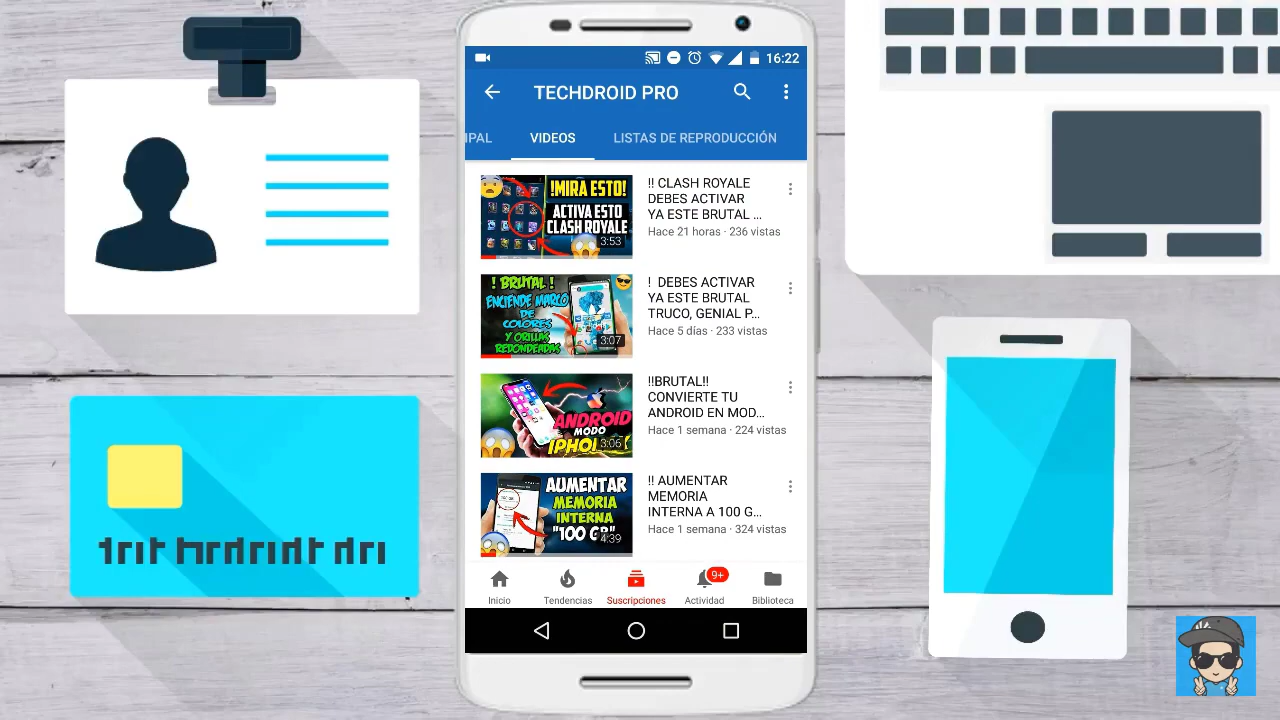 16:22
TECHDROID PRO
IPAL VIDEOS LISTAS DE REPRODUCCIÓN
!MIRA ESTO!
ACTIVA ESTO
CLASH ROYALE
3:53
!! CLASH ROYALE
DEBES ACTIVAR
YA ESTE BRUTAL ...
Hace 21 horas · 236 vistas
! BRUTAL !
ENCIENDE MARCO
DE
COLORES
Y ORILLAS
REDONDEADAS
3:07
! DEBES ACTIVAR
YA ESTE BRUTAL
TRUCO, GENIAL P...
Hace 5 días · 233 vistas
ANDROID
MODO
IPHO
3:05
!!BRUTAL!!
CONVIERTE TU
ANDROID EN MOD...
Hace 1 semana · 224 vistas
AUMENTAR
MEMORIA
INTERNA
"100 GB"
4:39
!! AUMENTAR
MEMORIA
INTERNA A 100 G...
Hace 1 semana · 324 vistas
9+
Inicio Tendencias Suscripciones Actividad Biblioteca